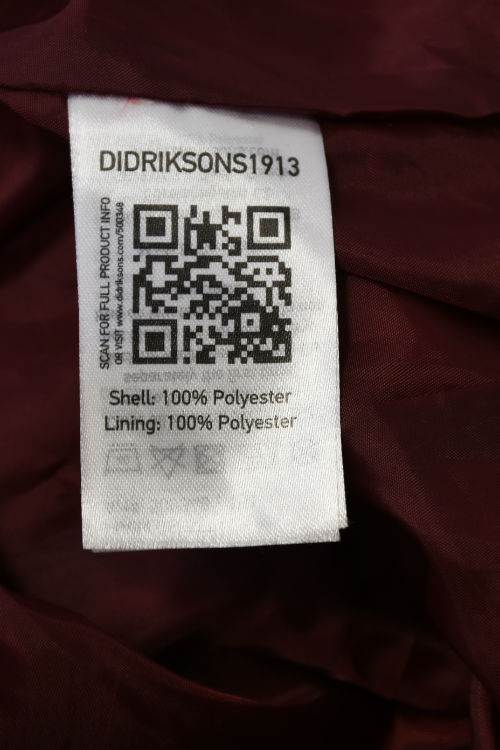 DIDRIKSONS1913
SCAN FOR FULL PRODUCT INFO
OR VISIT www.didriksons.com/500348
Shell: 100% Polyester
Lining: 100% Polyester